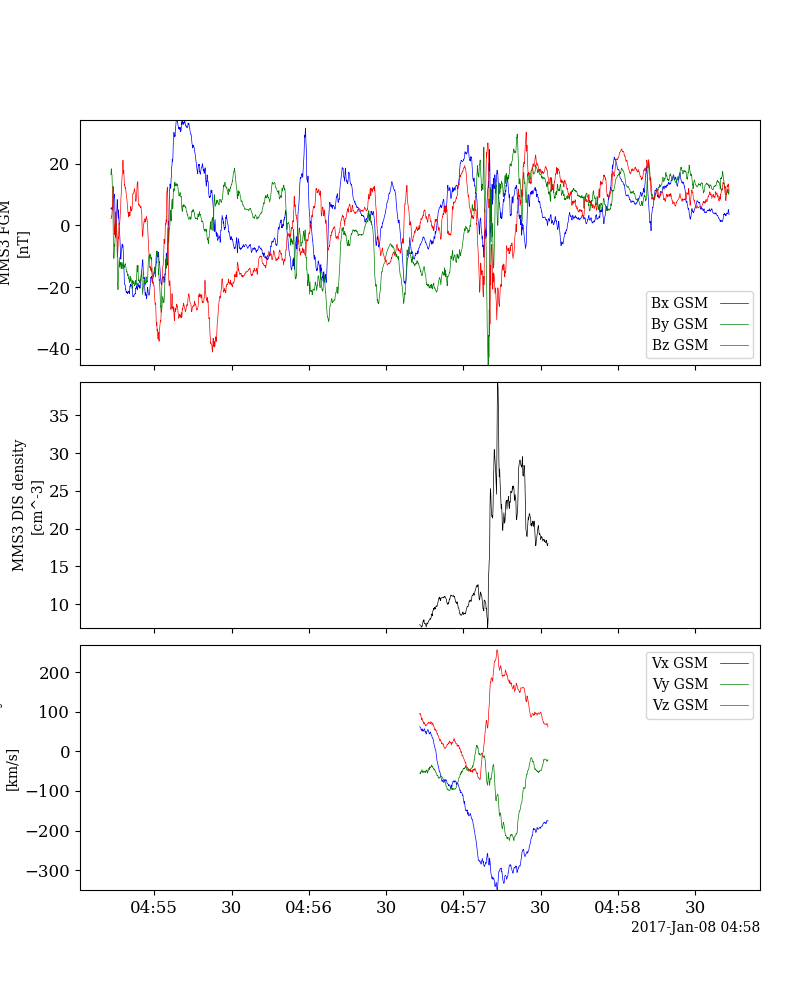 20
0
−20
−40
MMS3 FGM
[nT]
Bx GSM
By GSM
Bz GSM
35
30
25
20
15
10
MMS3 DIS density
[cm^-3]
200
100
0
−100
−200
−300
[km/s]
Vx GSM
Vy GSM
Vz GSM
04:55
30
04:56
30
04:57
30
04:58
30
2017-Jan-08 04:58